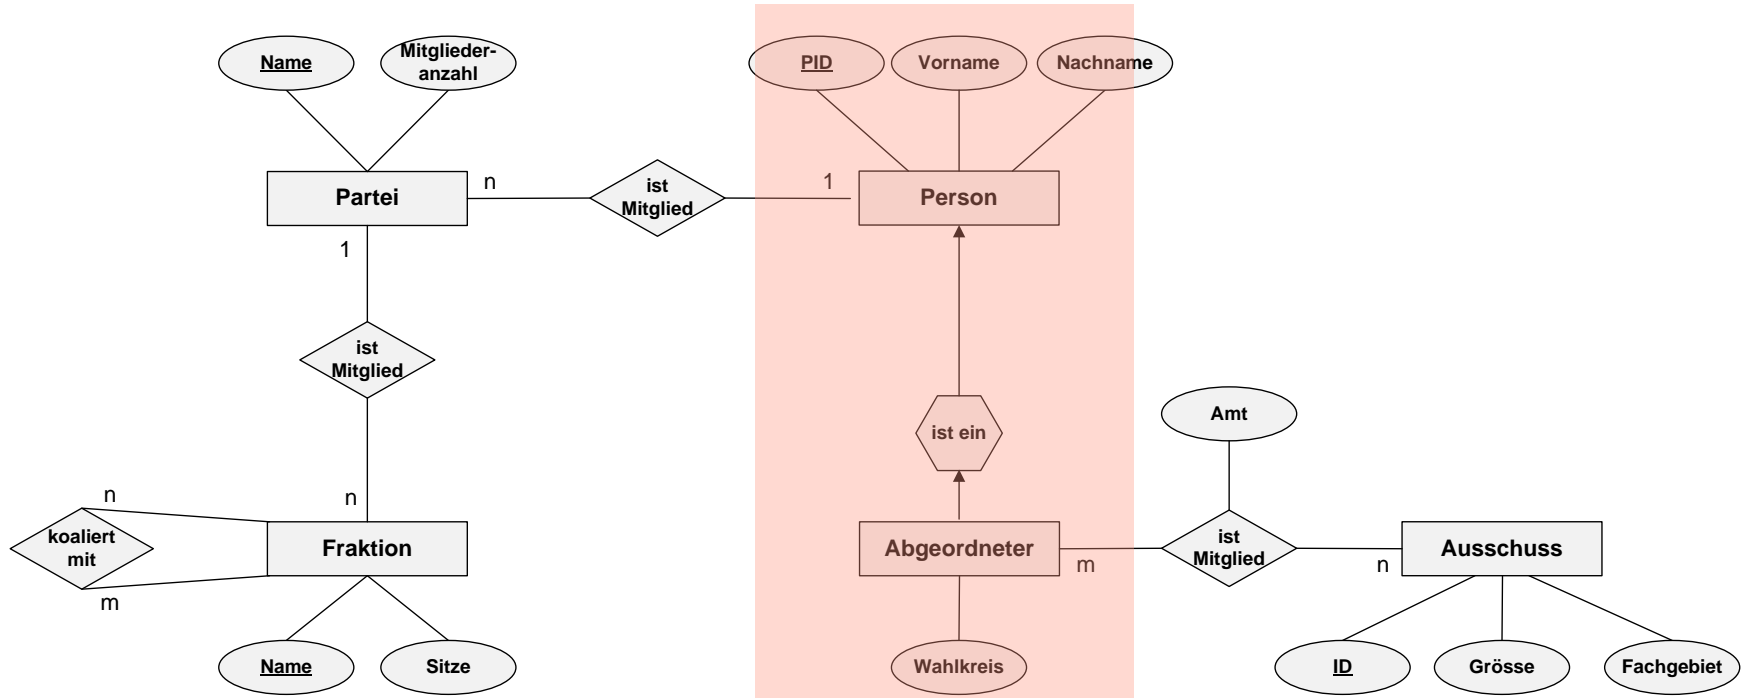 Name
Mitglieder-
anzahl
PID
Vorname
Nachname
Partei
n
ist
Mitglied
1
Person
1
ist
Mitglied
n
ist ein
Amt
n
koaliert
mit
m
Fraktion
Abgeordneter
m
ist
Mitglied
n
Ausschuss
Name
Sitze
Wahlkreis
ID
Grösse
Fachgebiet